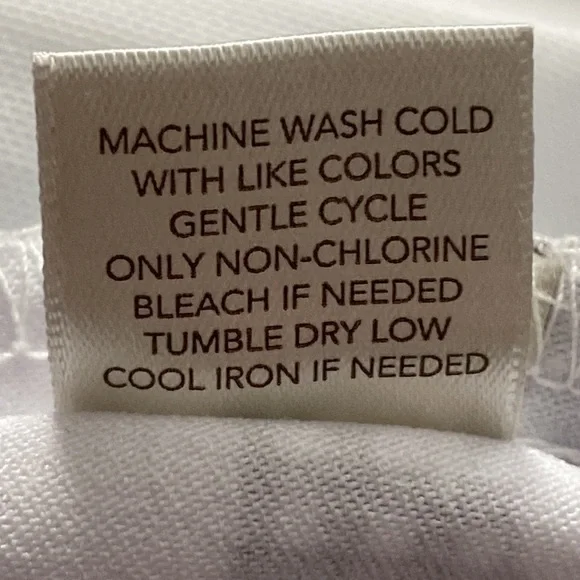 MACHINE WASH COLD
WITH LIKE COLORS
GENTLE CYCLE
ONLY NON-CHLORINE
BLEACH IF NEEDED
TUMBLE DRY LOW
COOL IRON IF NEEDED